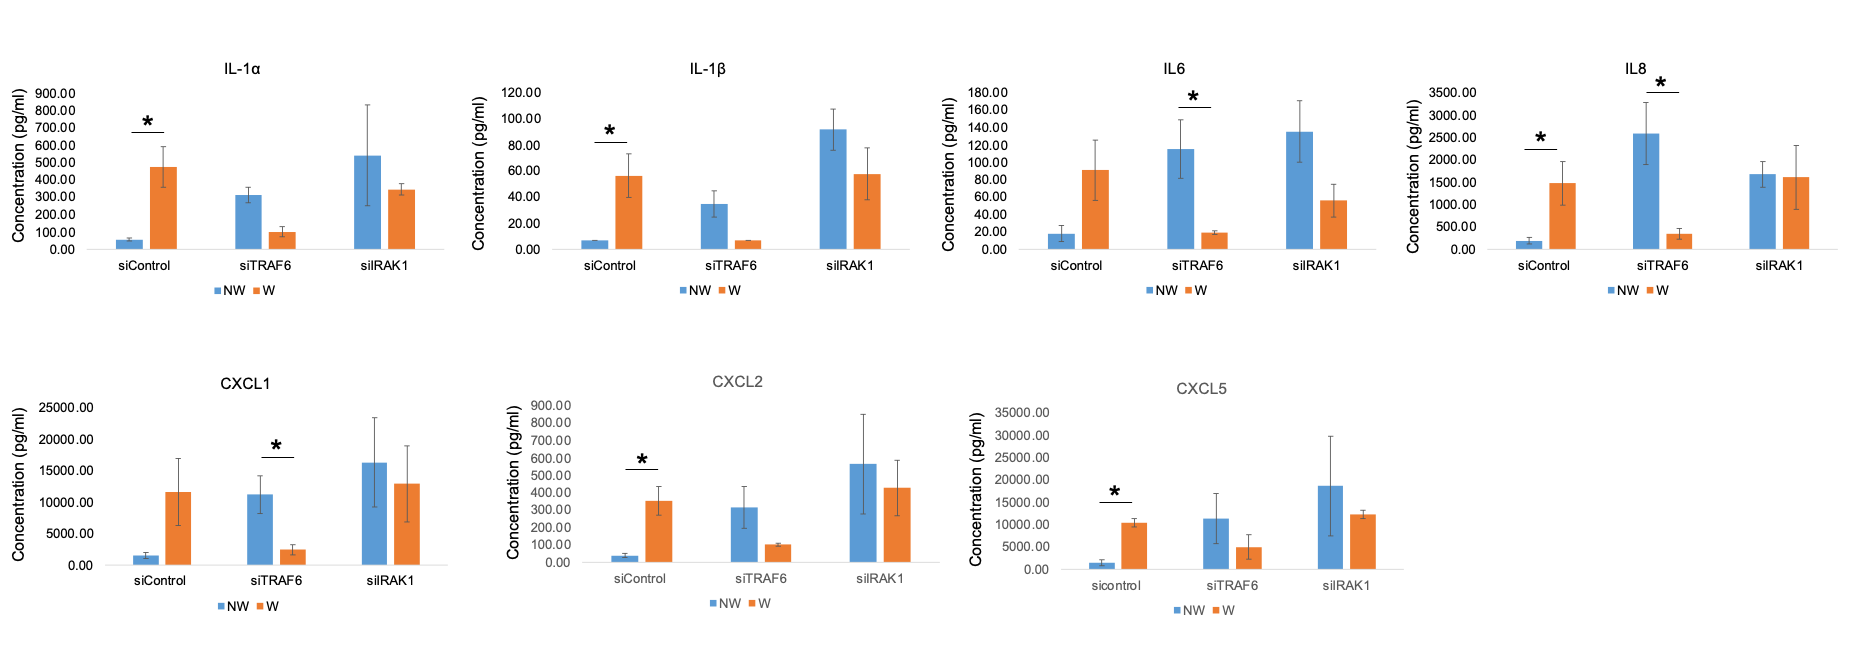 IL-1α
Concentration (pg/ml)
900.00
800.00
700.00
600.00
500.00
400.00
300.00
200.00
100.00
0.00
*
siControl siTRAF6 siIRAK1
NW W
IL-1β
Concentration (pg/ml)
120.00
100.00
80.00
60.00
40.00
20.00
0.00
*
siControl siTRAF6 siIRAK1
NW W
IL6
Concentration (pg/ml)
180.00
160.00
140.00
120.00
100.00
80.00
60.00
40.00
20.00
0.00
*
siControl siTRAF6 siIRAK1
NW W
IL8
Concentration (pg/ml)
3500.00
3000.00
2500.00
2000.00
1500.00
1000.00
500.00
0.00
*
*
siControl siTRAF6 siIRAK1
NW W
CXCL1
Concentration (pg/ml)
25000.00
20000.00
15000.00
10000.00
5000.00
0.00
*
siControl siTRAF6 siIRAK1
NW W
CXCL2
Concentration (pg/ml)
900.00
800.00
700.00
600.00
500.00
400.00
300.00
200.00
100.00
0.00
*
siControl siTRAF6 siIRAK1
NW W
CXCL5
Concentration (pg/ml)
35000.00
30000.00
25000.00
20000.00
15000.00
10000.00
5000.00
0.00
*
sicontrol siTRAF6 siIRAK1
NW W